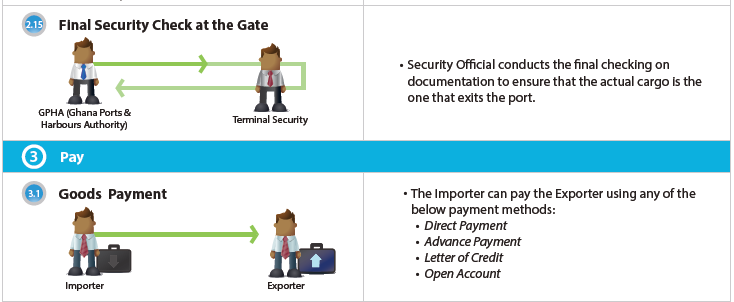 2.15 Final Security Check at the Gate
GPHA (Ghana Ports &
Harbours Authority)
Terminal Security
• Security Official conducts the final checking on
documentation to ensure that the actual cargo is the
one that exits the port.
3 Pay
3.1 Goods Payment
Importer
Exporter
• The Importer can pay the Exporter using any of the
below payment methods:
• Direct Payment
• Advance Payment
• Letter of Credit
• Open Account